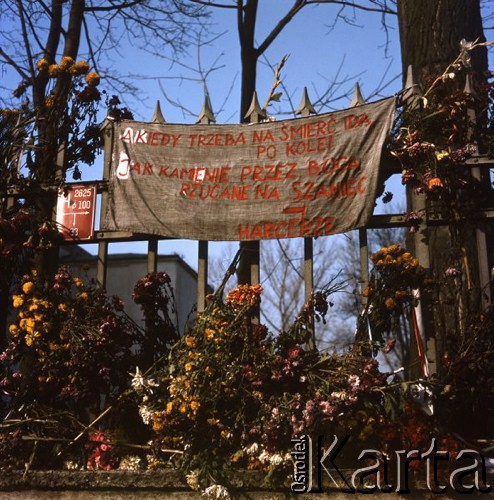 A KIEDY TRZEBA NA ŚMIERĆ IDĄ
PO KOLEI
JAK KAMIENIE PRZEZ BOGA
RZUCANE NA SZANIEC
—
HARCERZE
2625
100
33
Ośrodek
Karta